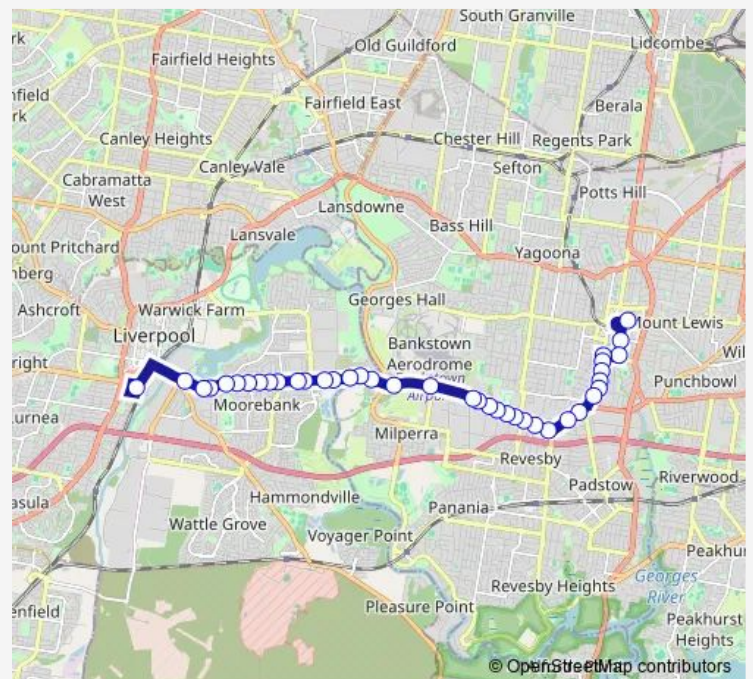 South Granville
rk
Old Guildford
Lidcombe
Fairfield Heights
nfield
rk
Fairfield East
Berala
Canley Heights
Chester Hill
Regents Park
Canley Vale
Sefton
Cabramatta
West
Potts Hill
Lansdowne
Bass Hill
ount Pritchard
Lansvale
Yagoona
nberg
Ashcroft
Warwick Farm
Georges Hall
Liverpool
Mount Lewis
Bankstown
Aerodrome
right
Wil
Punchbowl
Moorebank
urnea
Milperra
Revesby
Padstow
Riverwood
asula
Hammondville
Panania
Wattle Grove
Voyager Point
Peakhu
Revesby Heights
Georges
River
enfield
Pleasure Point
Peakhurst
Heights
© OpenStreetMap contributors